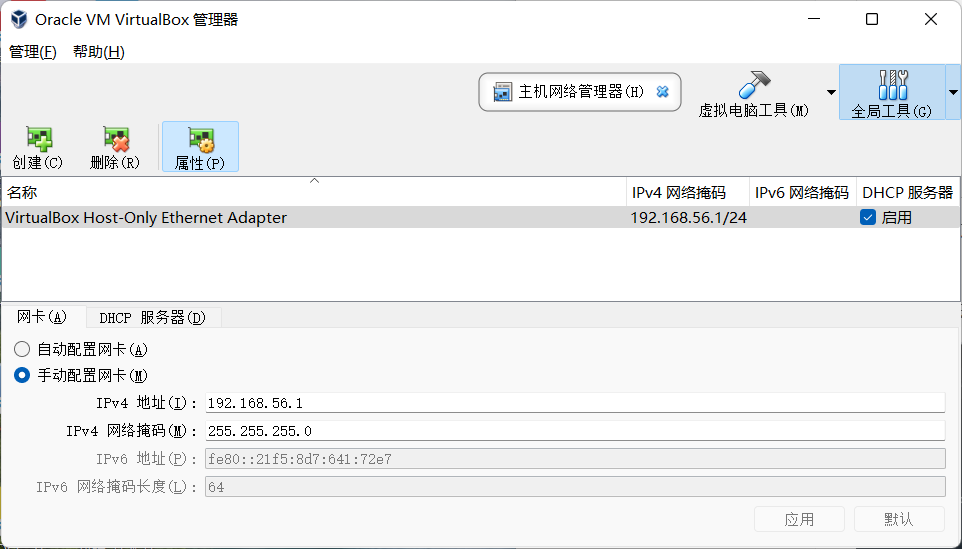 Oracle VM VirtualBox 管理器
管理(F) 帮助(H)
主机网络管理器(H)
虚拟电脑工具(M)
全局工具(G)
创建(C) 删除(R) 属性(P)
名称 IPv4 网络掩码 IPv6 网络掩码 DHCP 服务器
VirtualBox Host-Only Ethernet Adapter 192.168.56.1/24 启用
网卡(A) DHCP 服务器(D)
自动配置网卡(A)
手动配置网卡(M)
IPv4 地址(I): 192.168.56.1
IPv4 网络掩码(M): 255.255.255.0
IPv6 地址(P): fe80::21f5:8d7:641:72e7
IPv6 网络掩码长度(L): 64
应用 默认